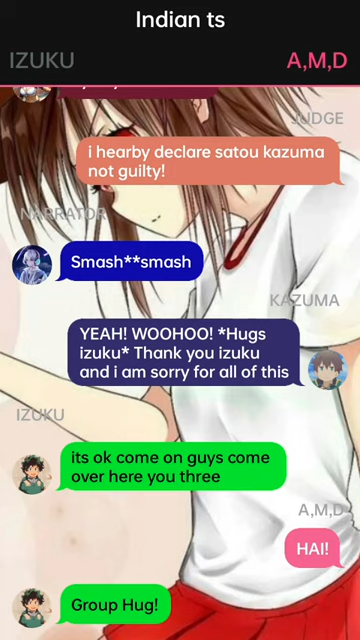 Indian ts
IZUKU
A,M,D
JUDGE
i hearby declare satou kazuma
not guilty!
NARRATOR
Smash**smash
KAZUMA
YEAH! WOOHOO! *Hugs
izuku* Thank you izuku
and i am sorry for all of this
IZUKU
its ok come on guys come
over here you three
A,M,D
HAI!
Group Hug!